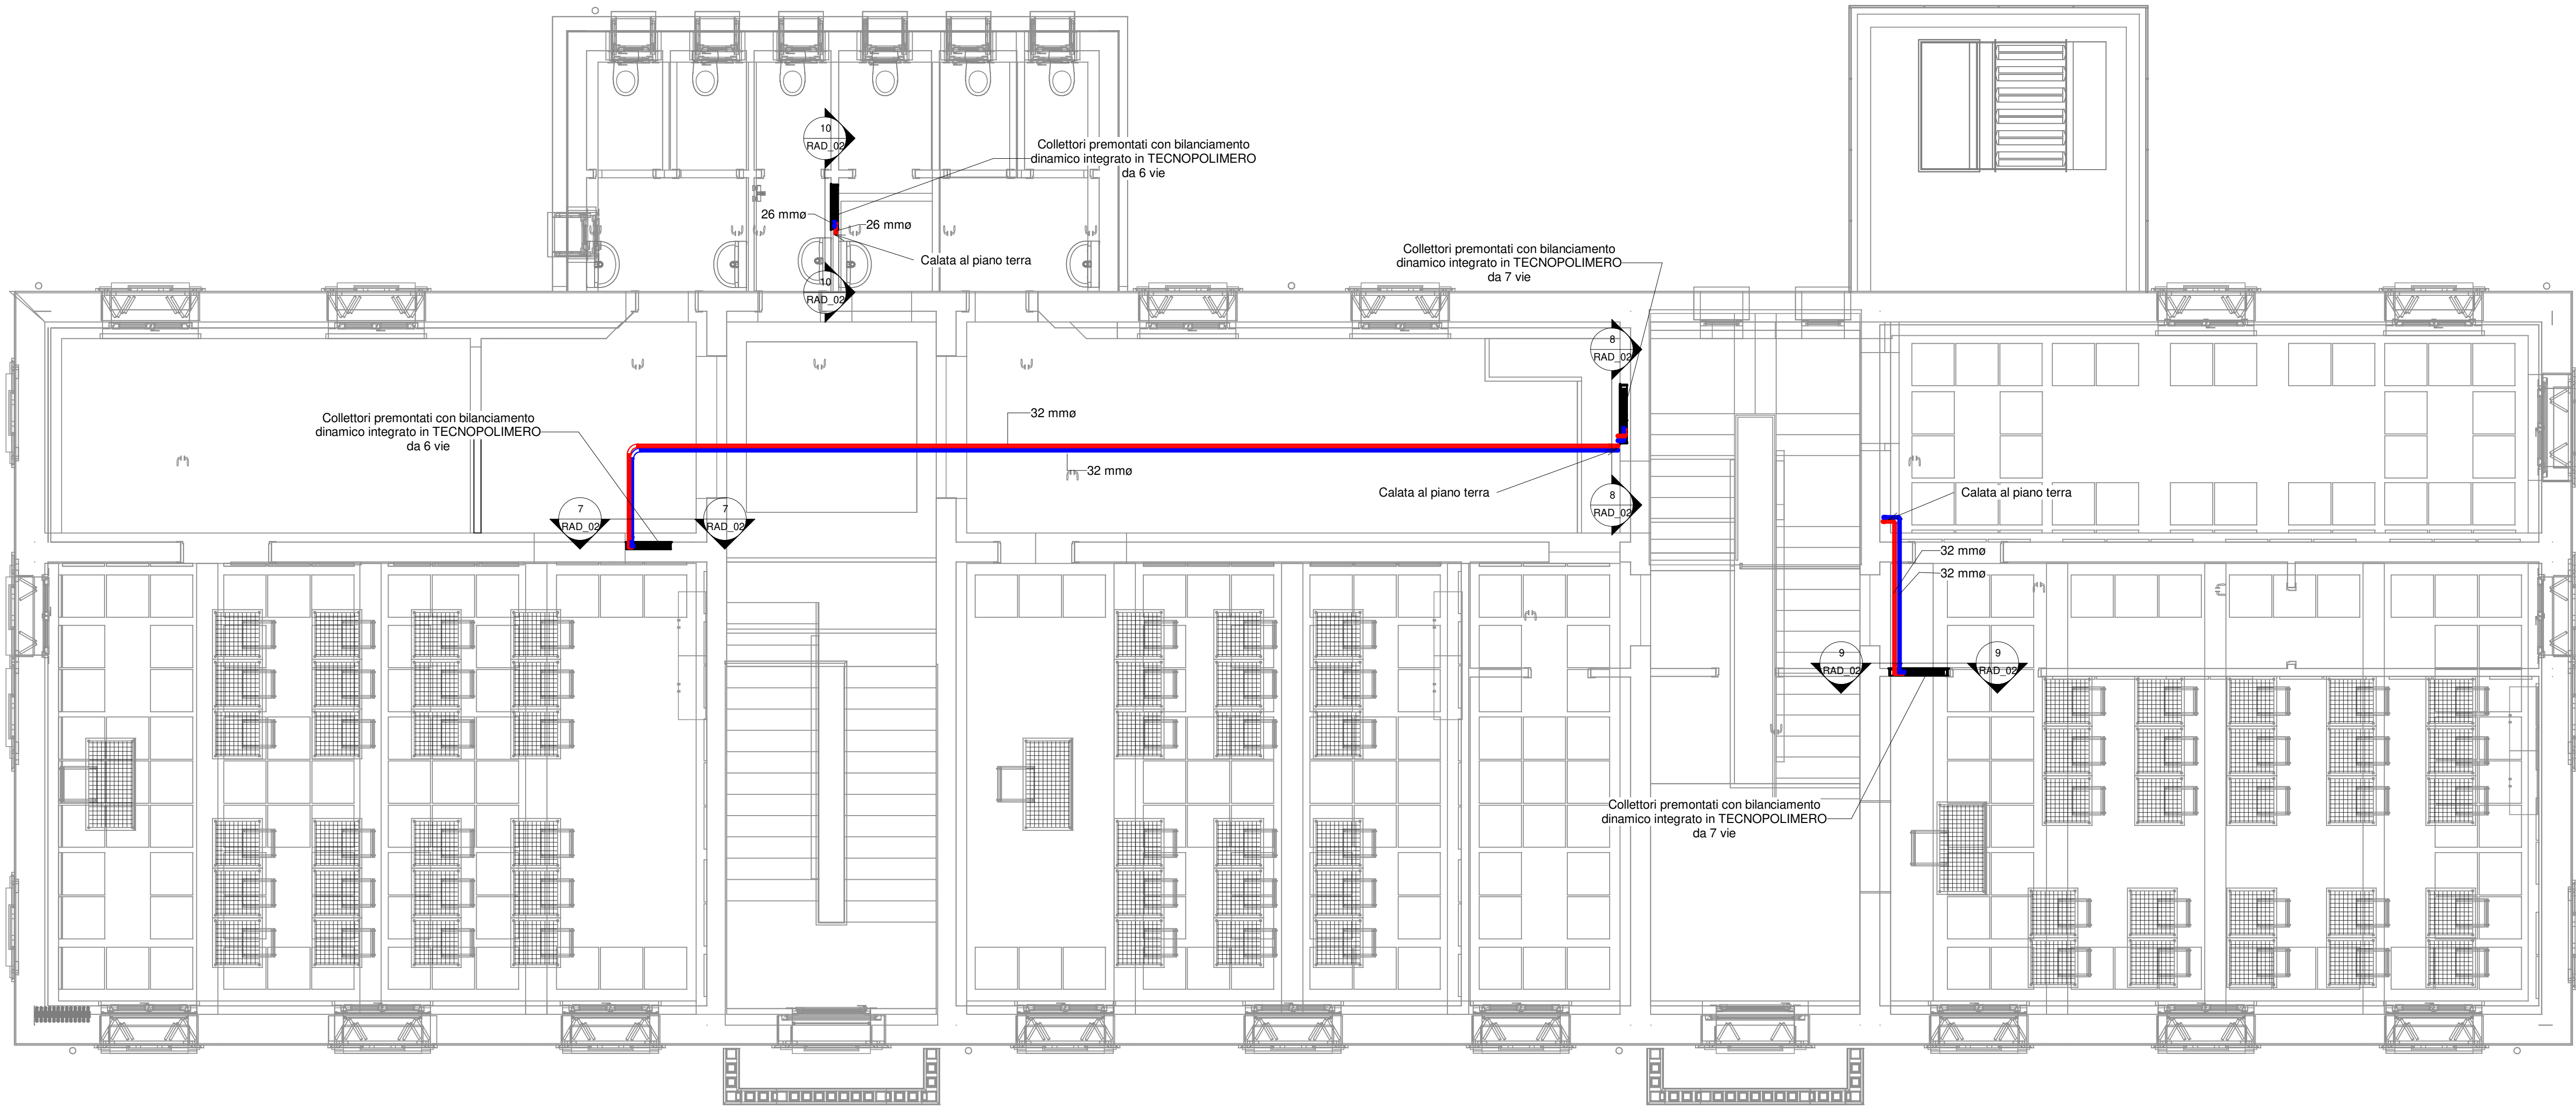 10
RAD_02
Collettori premontati con bilanciamento
dinamico integrato in TECNOPOLIMERO
da 6 vie
26 mmø
26 mmø
Calata al piano terra
10
RAD_02
Collettori premontati con bilanciamento
dinamico integrato in TECNOPOLIMERO
da 7 vie
8
RAD_02
Collettori premontati con bilanciamento
dinamico integrato in TECNOPOLIMERO
da 6 vie
32 mmø
32 mmø
Calata al piano terra
8
RAD_02
7
RAD_02
7
RAD_02
Calata al piano terra
32 mmø
32 mmø
9
RAD_02
9
RAD_02
Collettori premontati con bilanciamento
dinamico integrato in TECNOPOLIMERO
da 7 vie